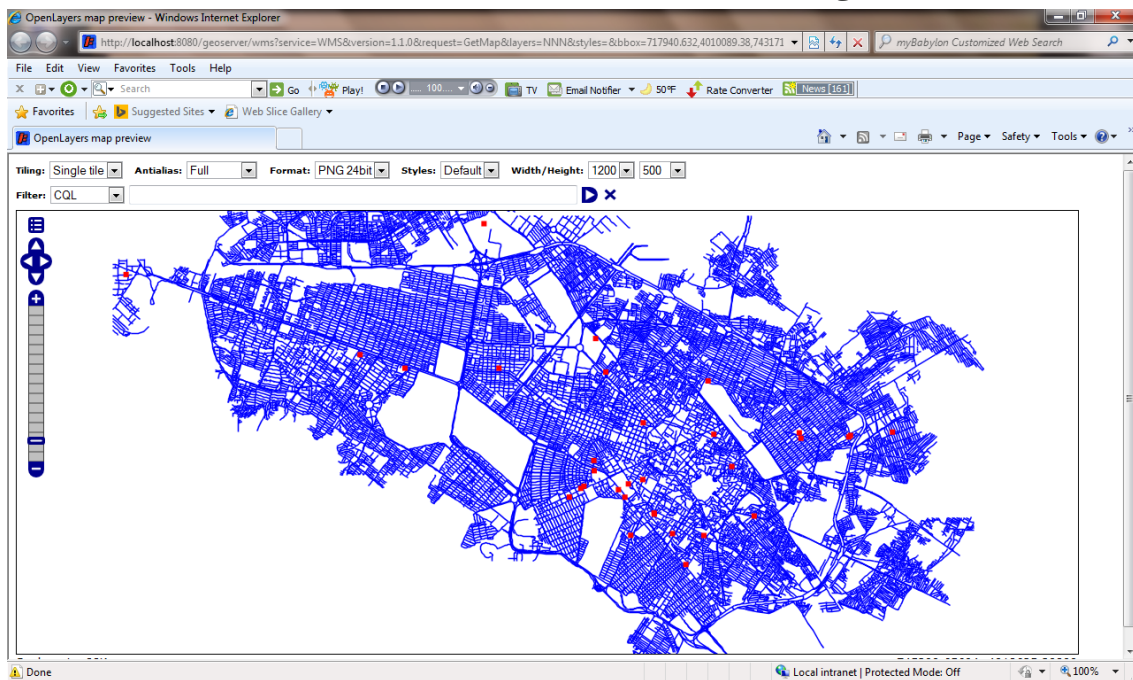 OpenLayers map preview - Windows Internet Explorer
http://localhost:8080/geoserver/wms?service=WMS&version=1.1.0&request=GetMap&layers=NNN&styles=&bbox=717940.632,4010089.38,743171
myBabylon Customized Web Search
File Edit View Favorites Tools Help
Search Go Play! .... 100.... TV Email Notifier 50°F Rate Converter News [161]
Favorites Suggested Sites Web Slice Gallery
OpenLayers map preview Page Safety Tools
Tiling: Single tile Antialias: Full Format: PNG 24bit Styles: Default Width/Height: 1200 500
Filter: CQL
Done Local intranet | Protected Mode: Off 100%